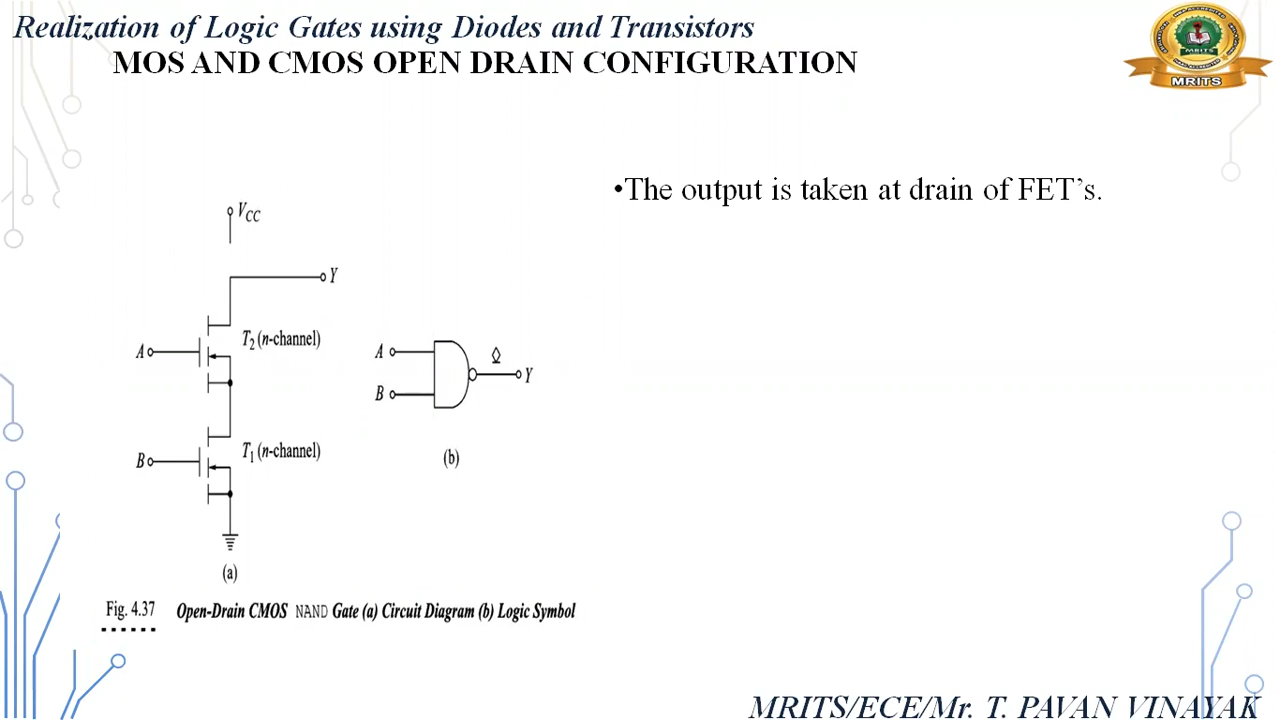 Realization of Logic Gates using Diodes and Transistors
MOS AND CMOS OPEN DRAIN CONFIGURATION
MRITS
•The output is taken at drain of FET’s.
VCC
Y
A
T2 (n-channel)
B
T1 (n-channel)
(a)
A
B
Y
(b)
Fig. 4.37 Open-Drain CMOS NAND Gate (a) Circuit Diagram (b) Logic Symbol
MRITS/ECE/Mr. T. PAVAN VINAYAK